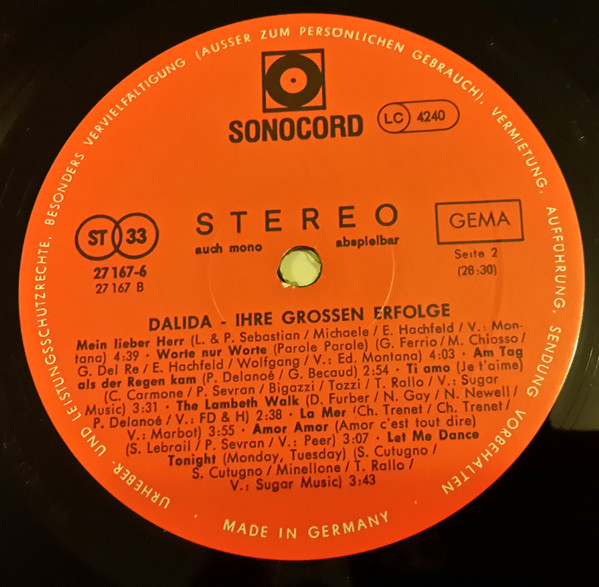 SONOCORD
LC 4240
ST 33
STEREO
auch mono abspielbar
GEMA
27 167-6
27 167 B
Seite 2
(28:30)
DALIDA - IHRE GROSSEN ERFOLGE
Mein lieber Herr (L. & P. Sebastian / Michaele / E. Hachfeld / V.: Mon-
tana) 4:39 • Worte nur Worte (Parole Parole) (G. Ferrio / M. Chiosso /
G. Del Re / E. Hachfeld / Wolfgang / V.: Ed. Montana) 4:03 • Am Tag
als der Regen kam (P. Delanoé / G. Becaud) 2:54 • Ti amo (Je t'aime)
(C. Carmone / P. Sevran / Bigazzi / Tozzi / T. Rallo / V.: Sugar
Music) 3:31 • The Lambeth Walk (D. Furber / N. Gay / N. Newell /
P. Delanoé / V.: FD & H) 2:38 • La Mer 'Ch. Trenet / Ch. Trenet /
V.: Marbot) 3:55 • Amor Amor (Amor c'est tout dire)
(S. Lebrail / P. Sevran / V.: Peer) 3:07 • Let Me Dance
Tonight (Monday, Tuesday) (S. Cutugno /
S. Cutugno / Minellone / T. Rallo /
V.: Sugar Music) 3:43
URHEBER- UND LEISTUNGSSCHUTZRECHTE, BESONDERS VERVIELFÄLTIGUNG (AUSSER ZUM PERSÖNLICHEN GEBRAUCH), VERMIETUNG, AUFFÜHRUNG, SENDUNG VORBEHALTEN
• MADE IN GERMANY •